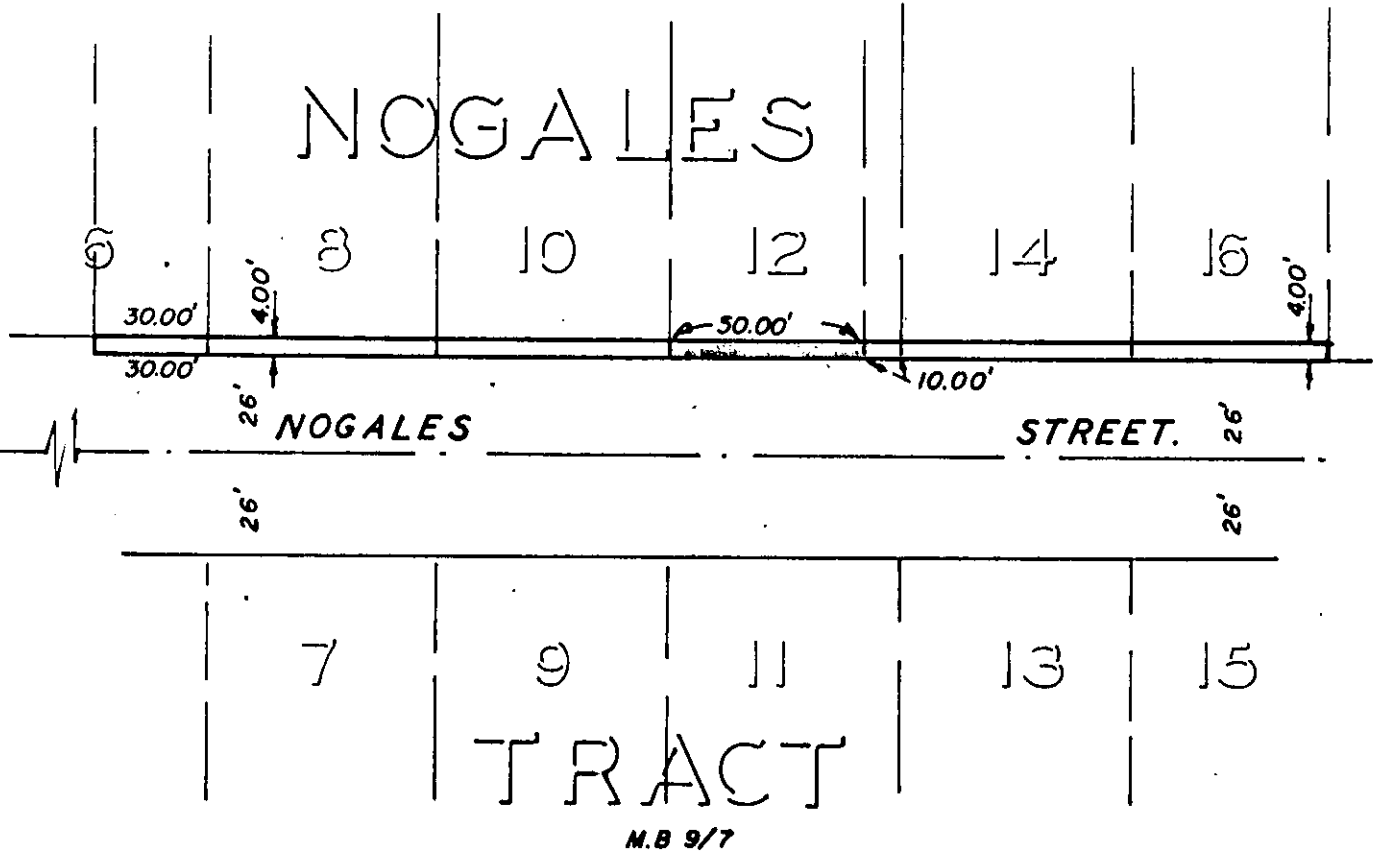 NOGALES
6 8 10 12 14 16
30.00' 4.00' 50.00' 4.00'
30.00' 10.00'
26' NOGALES STREET. 26'
26' 26'
7 9 11 13 15
TRACT
M.B 9/7